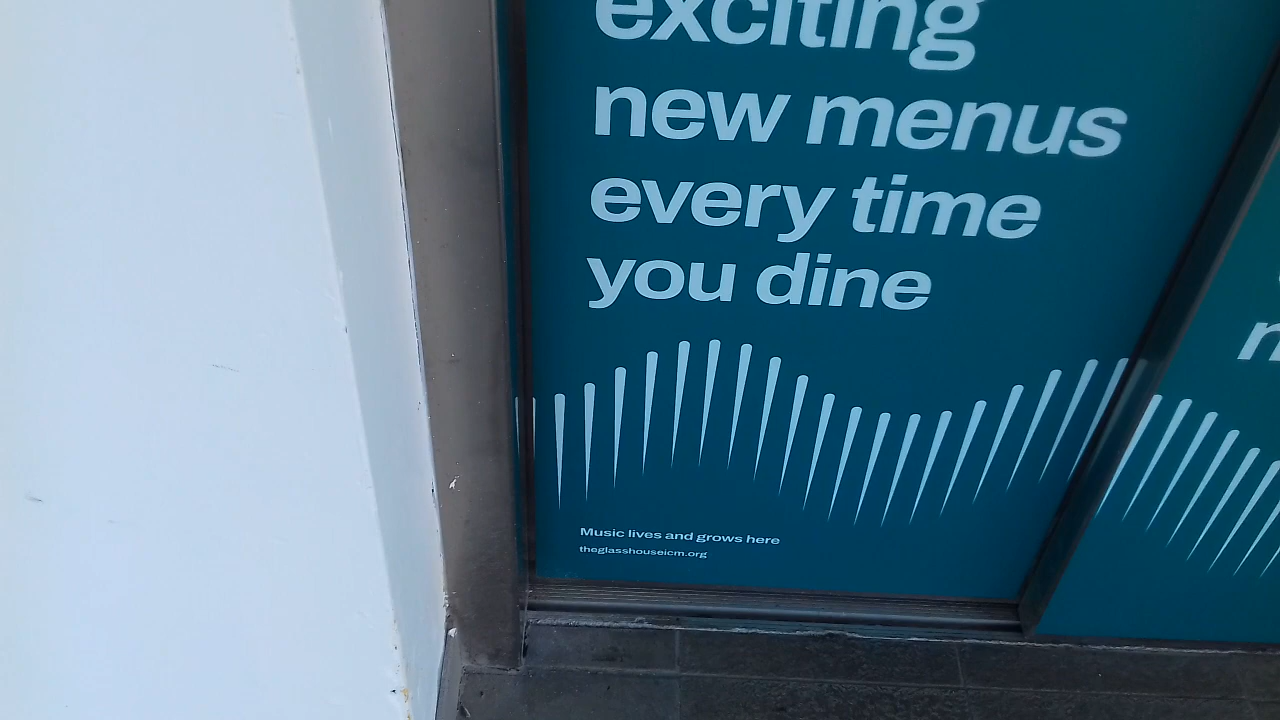 exciting
new menus
every time
you dine
Music lives and grows here
theglasshouseicm.org